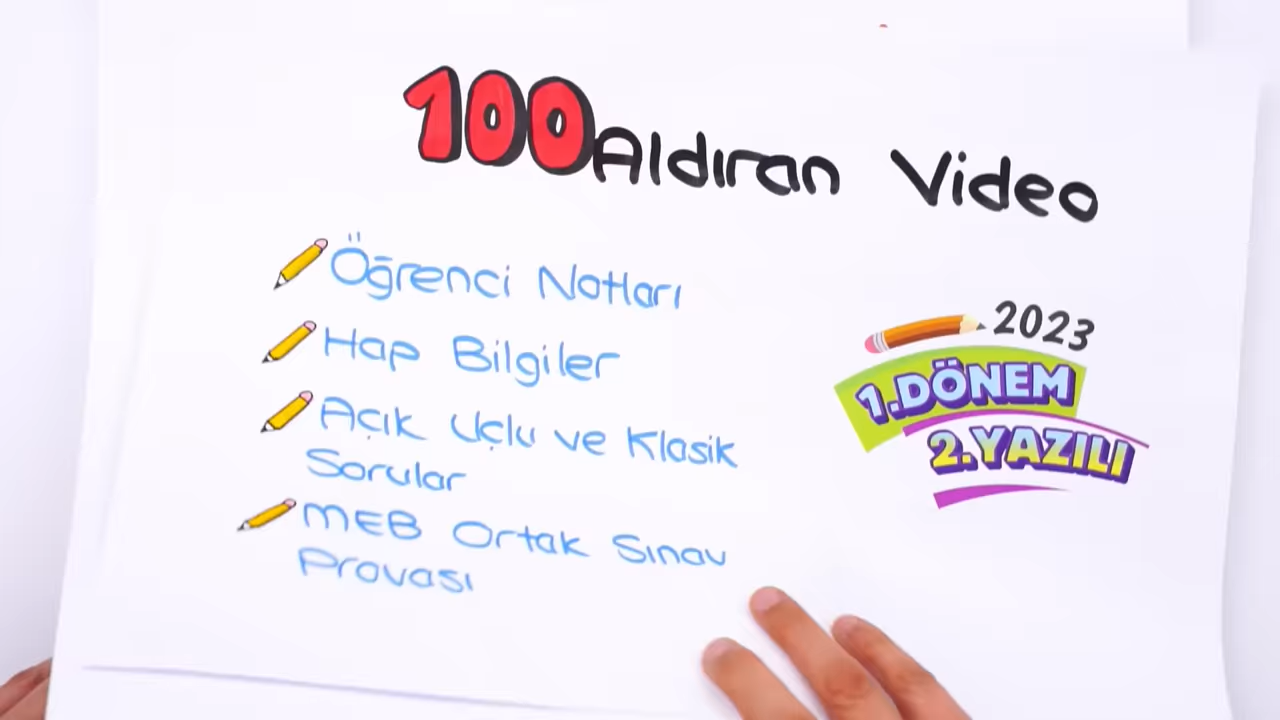 100 Aldıran Video
Öğrenci Notları
Hap Bilgiler
Açık Uçlu ve Klasik
Sorular
MEB Ortak Sınav
Provası
2023
1.DÖNEM
2.YAZILI